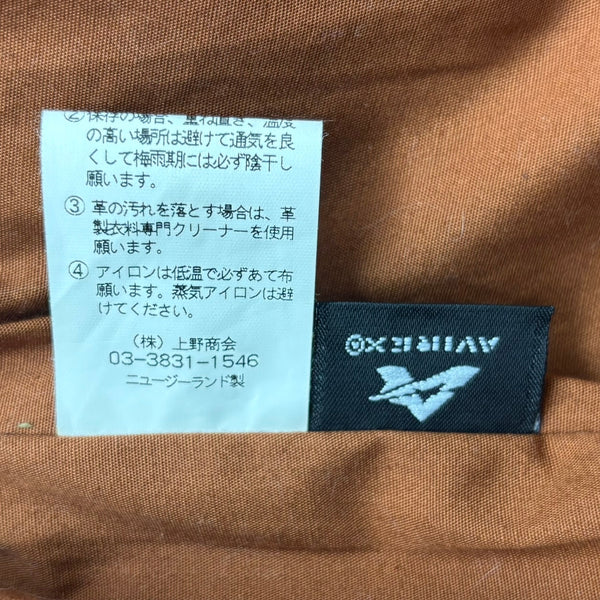 ②保存の場合、重ね置き、温度
の高い場所は避けて通気を良
くして梅雨期には必ず陰干し
願います。
③ 革の汚れを落とす場合は、革
製衣料専門クリーナーを使用
願います。
④ アイロンは低温で必ずあて布
願います。蒸気アイロンは避
けてください。
(株)上野商会
03-3831-1546
ニュージーランド製
AVIREX®